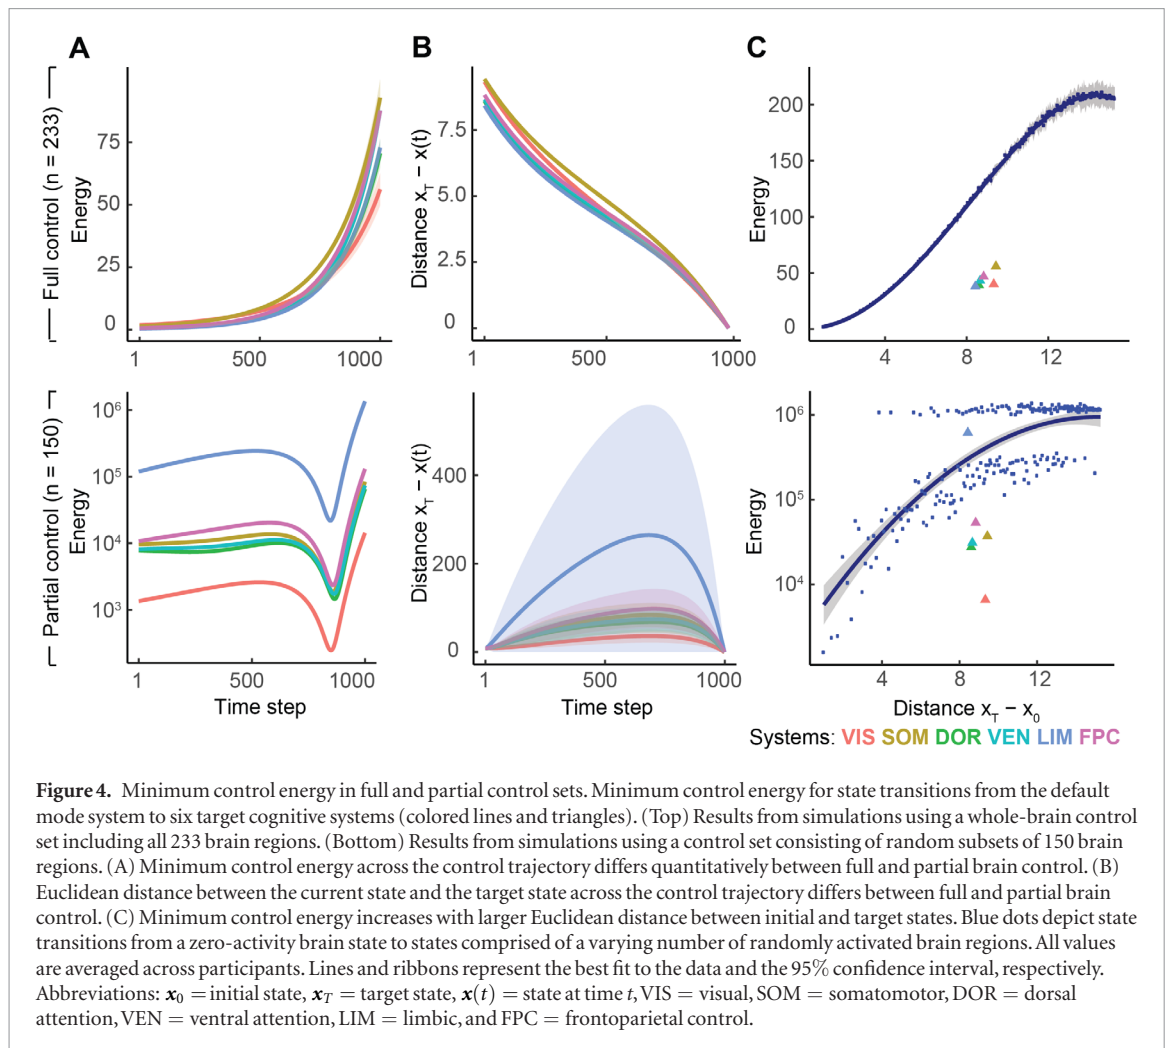 A
B
C
Full control (n = 233)
Energy
75
50
25
0
1
500
1000
Distance x_T − x(t)
7.5
5.0
2.5
0
1
500
1000
Energy
200
150
100
50
0
4
8
12
Partial control (n = 150)
Energy
10^6
10^5
10^4
10^3
1
500
1000
Time step
Distance x_T − x(t)
400
200
0
1
500
1000
Time step
Energy
10^6
10^5
10^4
4
8
12
Distance x_T − x_0
Systems: VIS SOM DOR VEN LIM FPC
Figure 4. Minimum control energy in full and partial control sets. Minimum control energy for state transitions from the default
mode system to six target cognitive systems (colored lines and triangles). (Top) Results from simulations using a whole-brain control
set including all 233 brain regions. (Bottom) Results from simulations using a control set consisting of random subsets of 150 brain
regions. (A) Minimum control energy across the control trajectory differs quantitatively between full and partial brain control. (B)
Euclidean distance between the current state and the target state across the control trajectory differs between full and partial brain
control. (C) Minimum control energy increases with larger Euclidean distance between initial and target states. Blue dots depict state
transitions from a zero-activity brain state to states comprised of a varying number of randomly activated brain regions. All values
are averaged across participants. Lines and ribbons represent the best fit to the data and the 95% confidence interval, respectively.
Abbreviations: x_0 = initial state, x_T = target state, x(t) = state at time t, VIS = visual, SOM = somatomotor, DOR = dorsal
attention, VEN = ventral attention, LIM = limbic, and FPC = frontoparietal control.